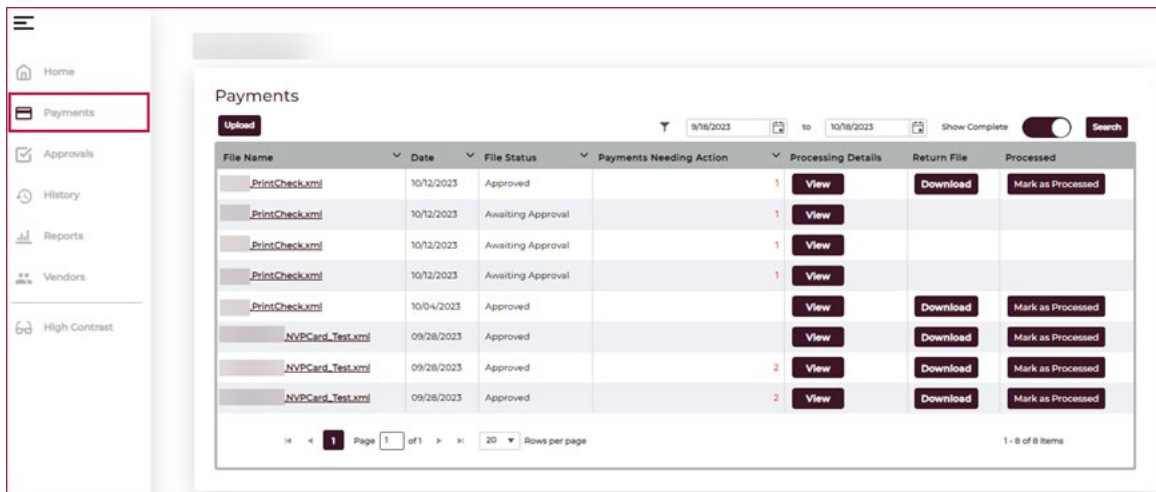 Home
Payments
Approvals
History
Reports
Vendors
High Contrast
Payments
Upload 9/18/2023 to 10/18/2023 Show Complete Search
File Name Date File Status Payments Needing Action Processing Details Return File Processed
.PrintCheck.xml 10/12/2023 Approved 1 View Download Mark as Processed
.PrintCheck.xml 10/12/2023 Awaiting Approval 1 View
.PrintCheck.xml 10/12/2023 Awaiting Approval 1 View
.PrintCheck.xml 10/12/2023 Awaiting Approval 1 View
.PrintCheck.xml 10/04/2023 Approved View Download Mark as Processed
.NVPCard_Test.xml 09/28/2023 Approved View Download Mark as Processed
.NVPCard_Test.xml 09/28/2023 Approved 2 View Download Mark as Processed
.NVPCard_Test.xml 09/28/2023 Approved 2 View Download Mark as Processed
1 Page 1 of 1 20 Rows per page 1 - 8 of 8 items